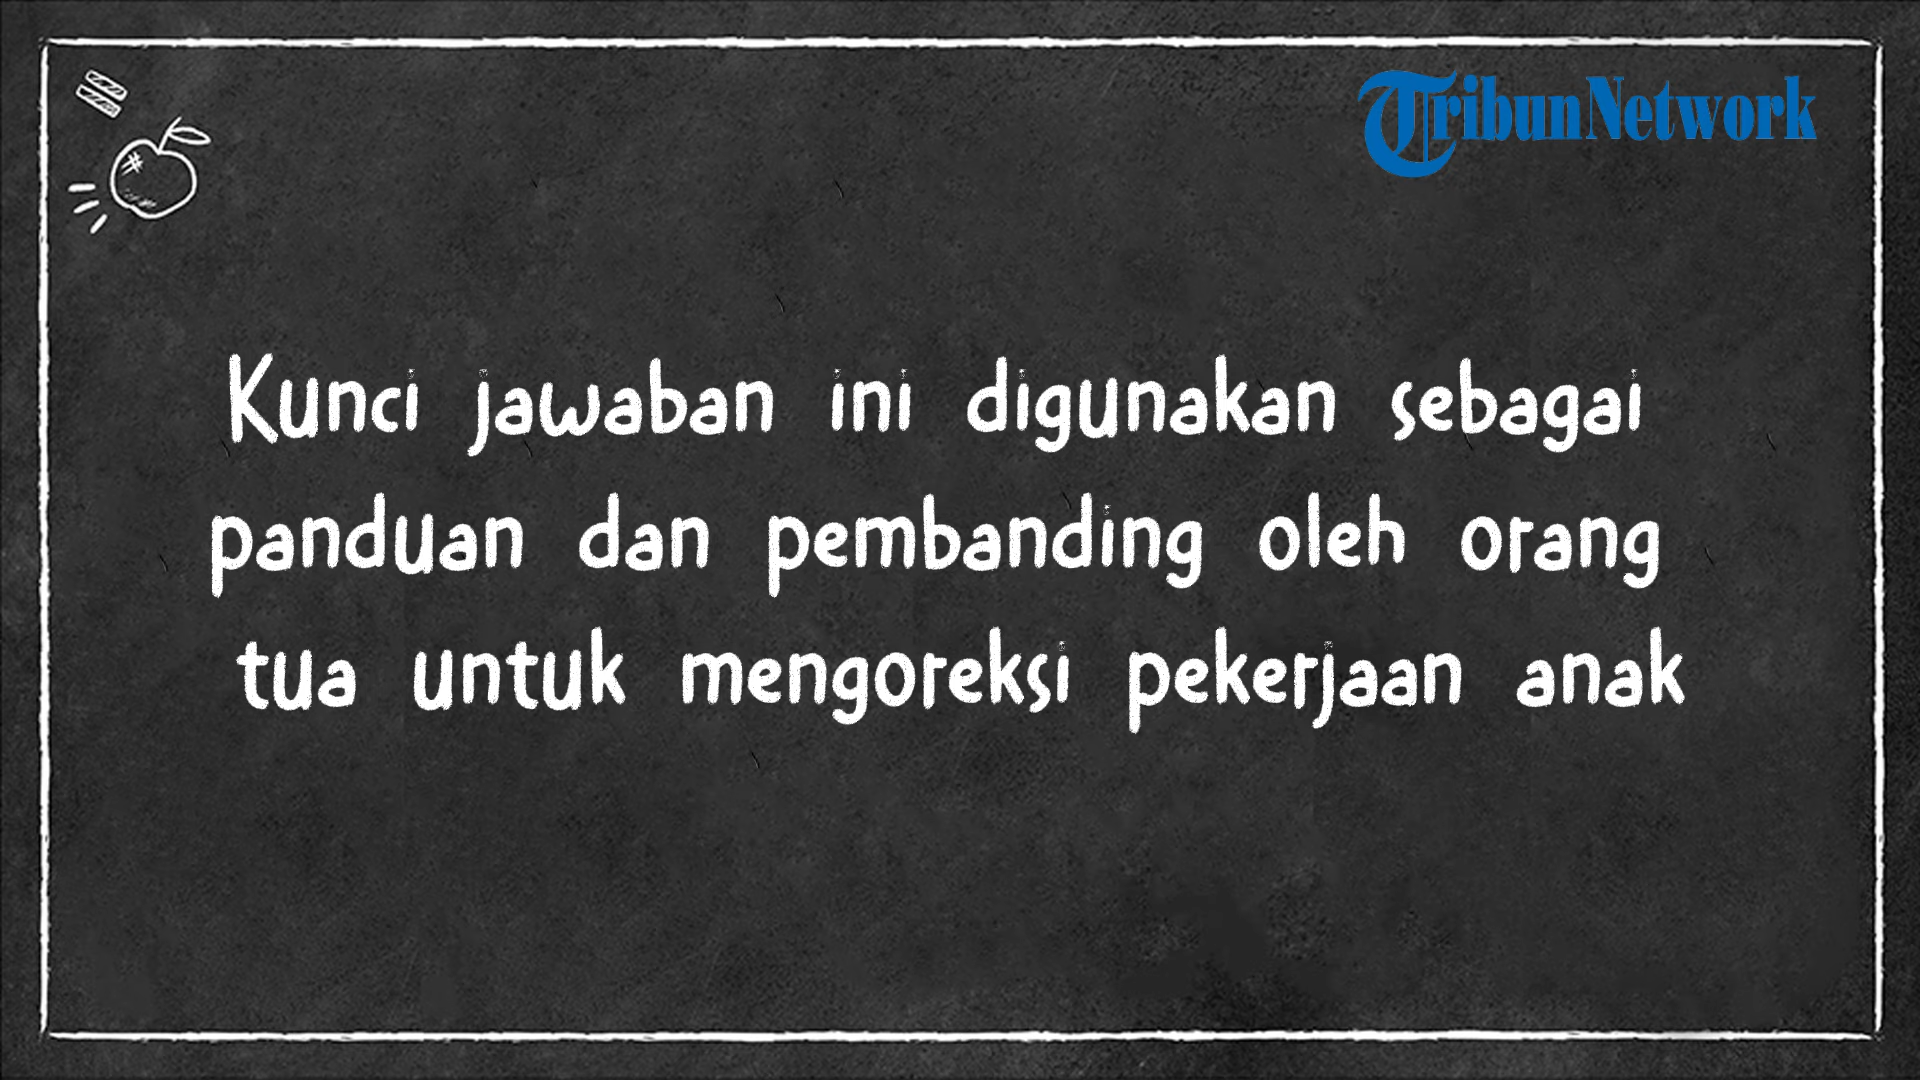 TribunNetwork
Kunci jawaban ini digunakan sebagai
panduan dan pembanding oleh orang
tua untuk mengoreksi pekerjaan anak